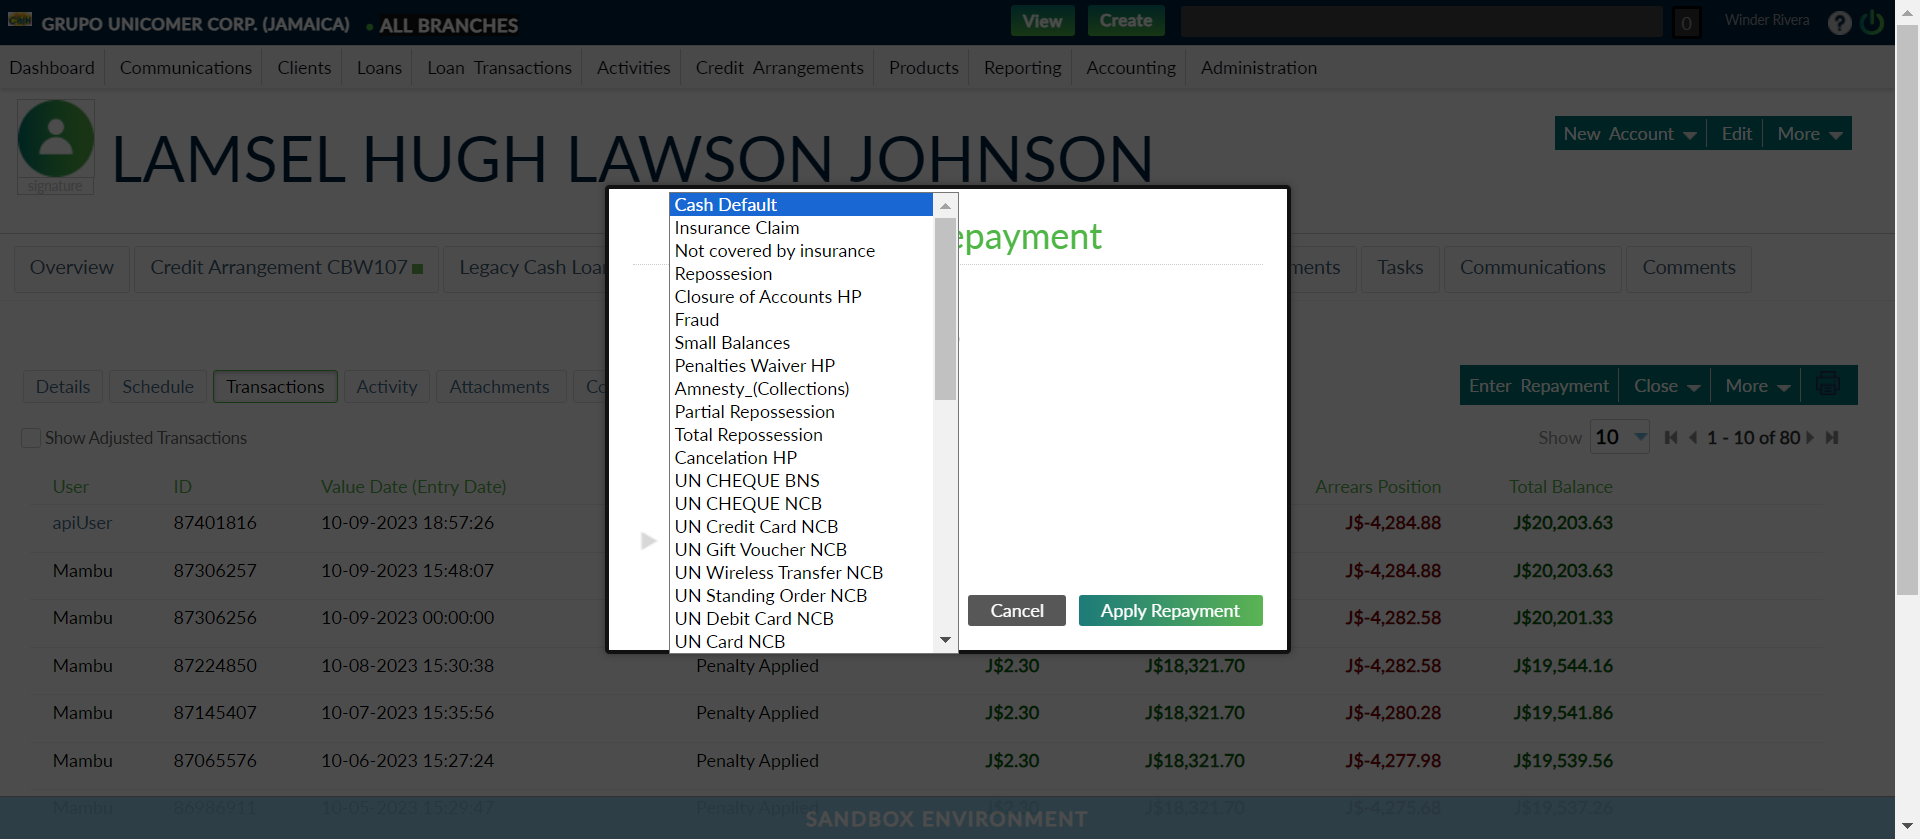 GRUPO UNICOMER CORP. (JAMAICA) ALL BRANCHES View Create 0 Winder Rivera ?
Dashboard Communications Clients Loans Loan Transactions Activities Credit Arrangements Products Reporting Accounting Administration
LAMSEL HUGH LAWSON JOHNSON
signature
New Account Edit More
epayment
Overview Credit Arrangement CBW107 Legacy Cash Loa ments Tasks Communications Comments
Cash Default
Insurance Claim
Not covered by insurance
Repossesion
Closure of Accounts HP
Fraud
Small Balances
Penalties Waiver HP
Amnesty_(Collections)
Partial Repossession
Total Repossession
Cancelation HP
UN CHEQUE BNS
UN CHEQUE NCB
UN Credit Card NCB
UN Gift Voucher NCB
UN Wireless Transfer NCB
UN Standing Order NCB
UN Debit Card NCB
UN Card NCB
Cancel Apply Repayment
Details Schedule Transactions Activity Attachments Co Enter Repayment Close More
Show Adjusted Transactions Show 10 1 - 10 of 80
User ID Value Date (Entry Date) Arrears Position Total Balance
apiUser 87401816 10-09-2023 18:57:26 J$-4,284.88 J$20,203.63
Mambu 87306257 10-09-2023 15:48:07 J$-4,284.88 J$20,203.63
Mambu 87306256 10-09-2023 00:00:00 J$-4,282.58 J$20,201.33
Mambu 87224850 10-08-2023 15:30:38 Penalty Applied J$2.30 J$18,321.70 J$-4,282.58 J$19,544.16
Mambu 87145407 10-07-2023 15:35:56 Penalty Applied J$2.30 J$18,321.70 J$-4,280.28 J$19,541.86
Mambu 87065576 10-06-2023 15:27:24 Penalty Applied J$2.30 J$18,321.70 J$-4,277.98 J$19,539.56
Mambu 86986911 10-05-2023 15:29:47 Penalty Applied J$2.30 J$18,321.70 J$-4,275.68 J$19,537.26
SANDBOX ENVIRONMENT